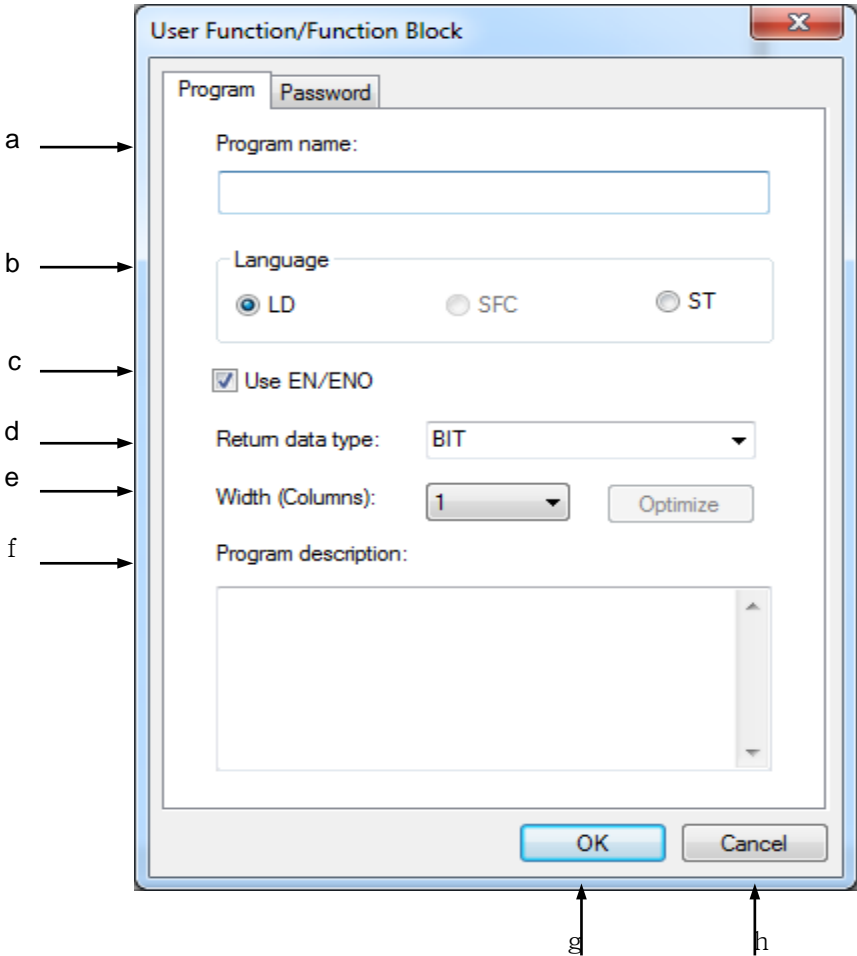 User Function/Function Block
Program Password
a Program name:
b Language
LD SFC ST
c Use EN/ENO
d Return data type: BIT
e Width (Columns): 1 Optimize
f Program description:
OK Cancel
g h